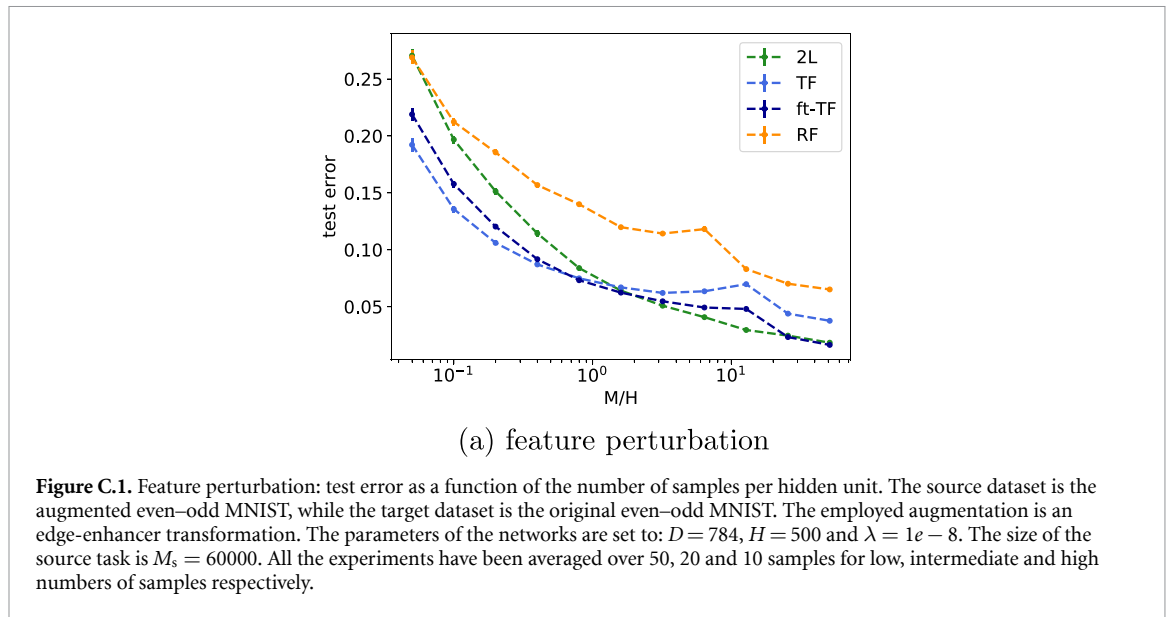 2L
TF
ft-TF
RF
0.25
0.20
0.15
0.10
0.05
test error
10⁻¹
10⁰
10¹
M/H
(a) feature perturbation
Figure C.1. Feature perturbation: test error as a function of the number of samples per hidden unit. The source dataset is the
augmented even–odd MNIST, while the target dataset is the original even–odd MNIST. The employed augmentation is an
edge-enhancer transformation. The parameters of the networks are set to: D = 784, H = 500 and λ = 1e − 8. The size of the
source task is Mₛ = 60000. All the experiments have been averaged over 50, 20 and 10 samples for low, intermediate and high
numbers of samples respectively.